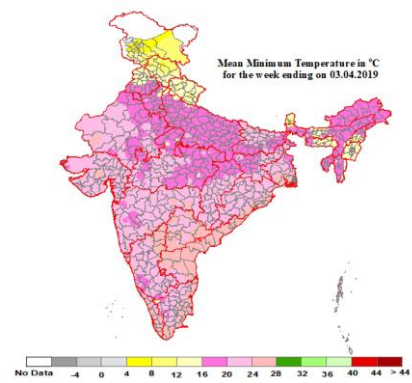 Mean Minimum Temperature in °C
for the week ending on 03.04.2019
No Data -4 0 4 8 12 16 20 24 28 32 36 40 44 > 44